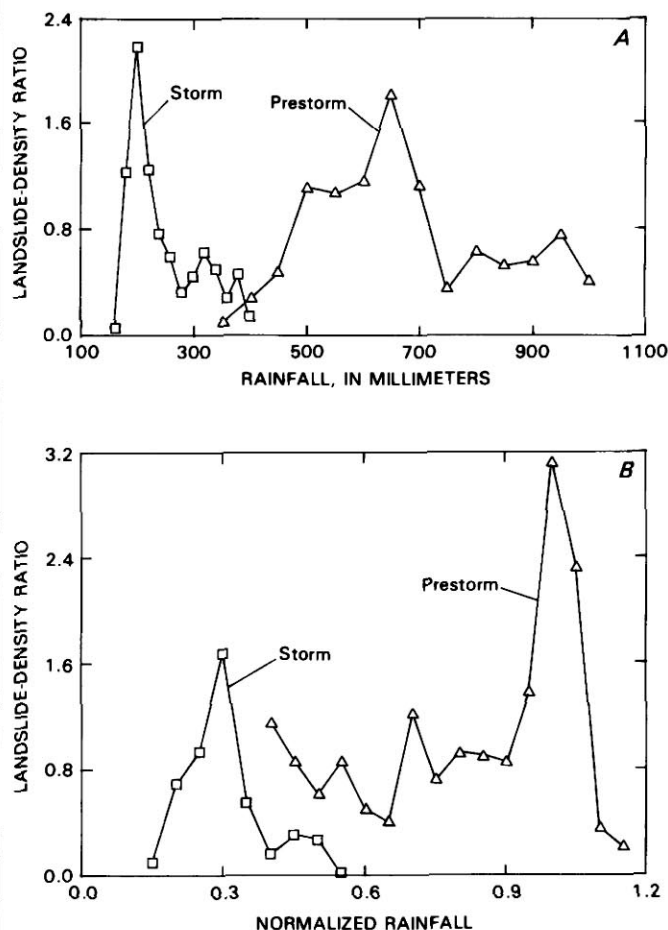 A
2.4
1.6
0.8
0.0
LANDSLIDE-DENSITY RATIO
Storm
Prestorm
100
300
500
700
900
1100
RAINFALL, IN MILLIMETERS
B
3.2
2.4
1.6
0.8
0.0
LANDSLIDE-DENSITY RATIO
Prestorm
Storm
0.0
0.3
0.6
0.9
1.2
NORMALIZED RAINFALL